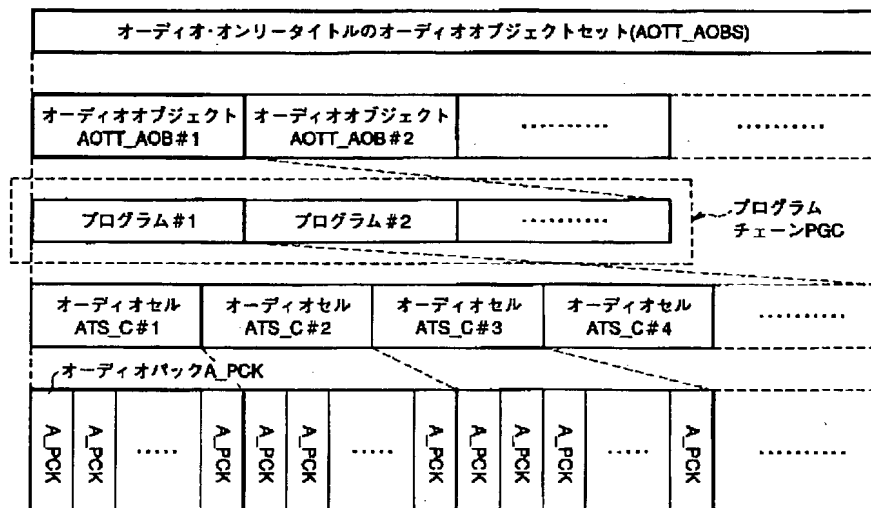 オーディオ・オンリータイトルのオーディオオブジェクトセット(AOTT_AOBS)
オーディオオブジェクト
AOTT_AOB#1
オーディオオブジェクト
AOTT_AOB#2
‥‥‥‥‥
‥‥‥‥‥
プログラム#1
プログラム#2
‥‥‥‥‥
プログラム
チェーンPGC
オーディオセル
ATS_C#1
オーディオセル
ATS_C#2
オーディオセル
ATS_C#3
オーディオセル
ATS_C#4
‥‥‥‥
オーディオパックA_PCK
A_PCK
A_PCK
‥‥‥
A_PCK
A_PCK
A_PCK
‥‥‥
A_PCK
A_PCK
A_PCK
A_PCK
‥‥‥
A_PCK
‥‥‥‥‥